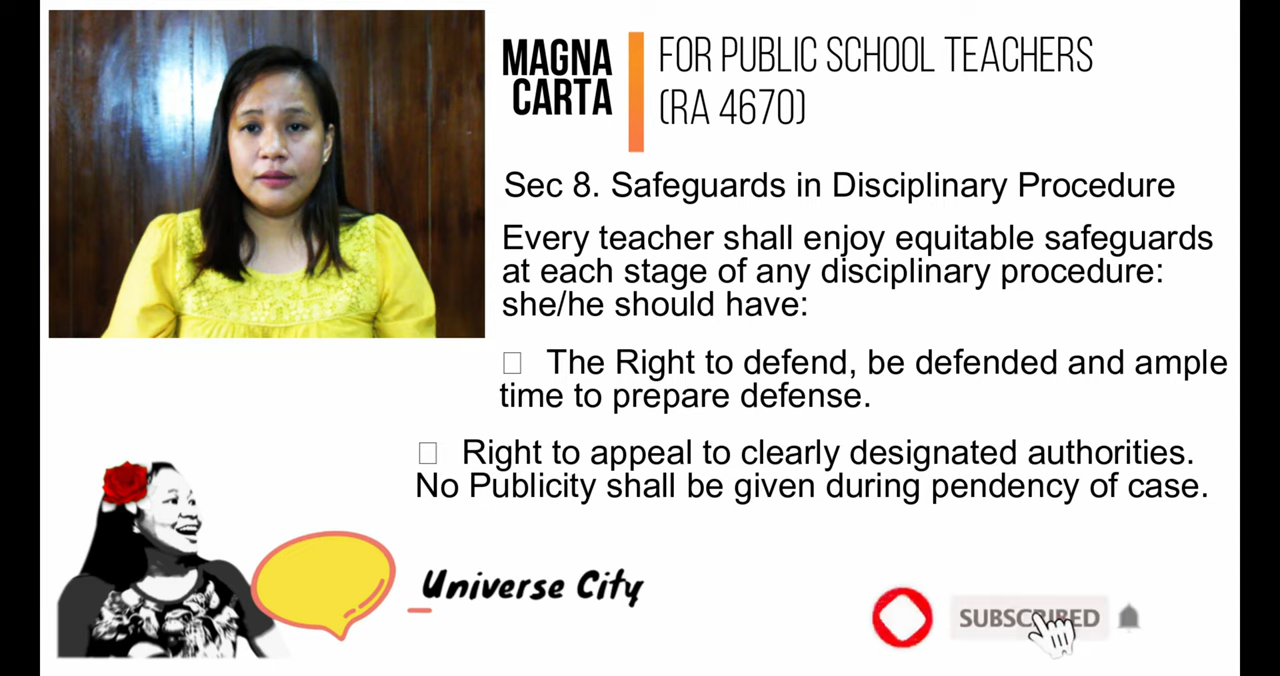 MAGNA
CARTA
FOR PUBLIC SCHOOL TEACHERS
(RA 4670)
Sec 8. Safeguards in Disciplinary Procedure
Every teacher shall enjoy equitable safeguards
at each stage of any disciplinary procedure:
she/he should have:
The Right to defend, be defended and ample
time to prepare defense.
Right to appeal to clearly designated authorities.
No Publicity shall be given during pendency of case.
Universe City
SUBSCRIBED